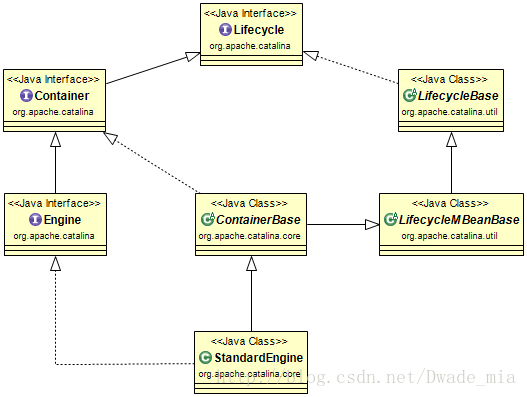 <<Java Interface>>
Lifecycle
org.apache.catalina
<<Java Interface>>
Container
org.apache.catalina
<<Java Class>>
LifecycleBase
org.apache.catalina.util
<<Java Interface>>
Engine
org.apache.catalina
<<Java Class>>
ContainerBase
org.apache.catalina.core
<<Java Class>>
LifecycleMBeanBase
org.apache.catalina.util
<<Java Class>>
StandardEngine
org.apache.catalina.core
http://blog.csdn.net/Dwade_mia